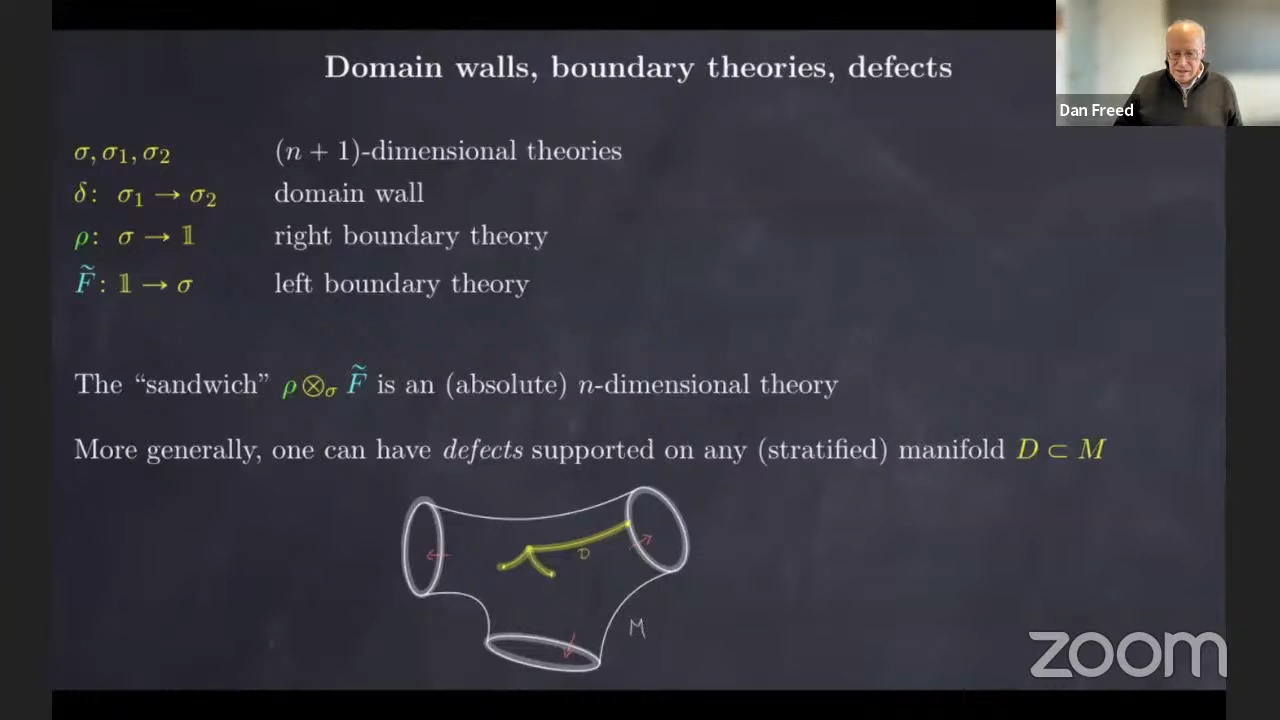 Domain walls, boundary theories, defects
Dan Freed
σ, σ₁, σ₂ (n + 1)-dimensional theories
δ: σ₁ → σ₂ domain wall
ρ: σ → 𝟙 right boundary theory
F̃: 𝟙 → σ left boundary theory
The “sandwich” ρ ⊗σ F̃ is an (absolute) n-dimensional theory
More generally, one can have defects supported on any (stratified) manifold D ⊂ M
D
M
zoom